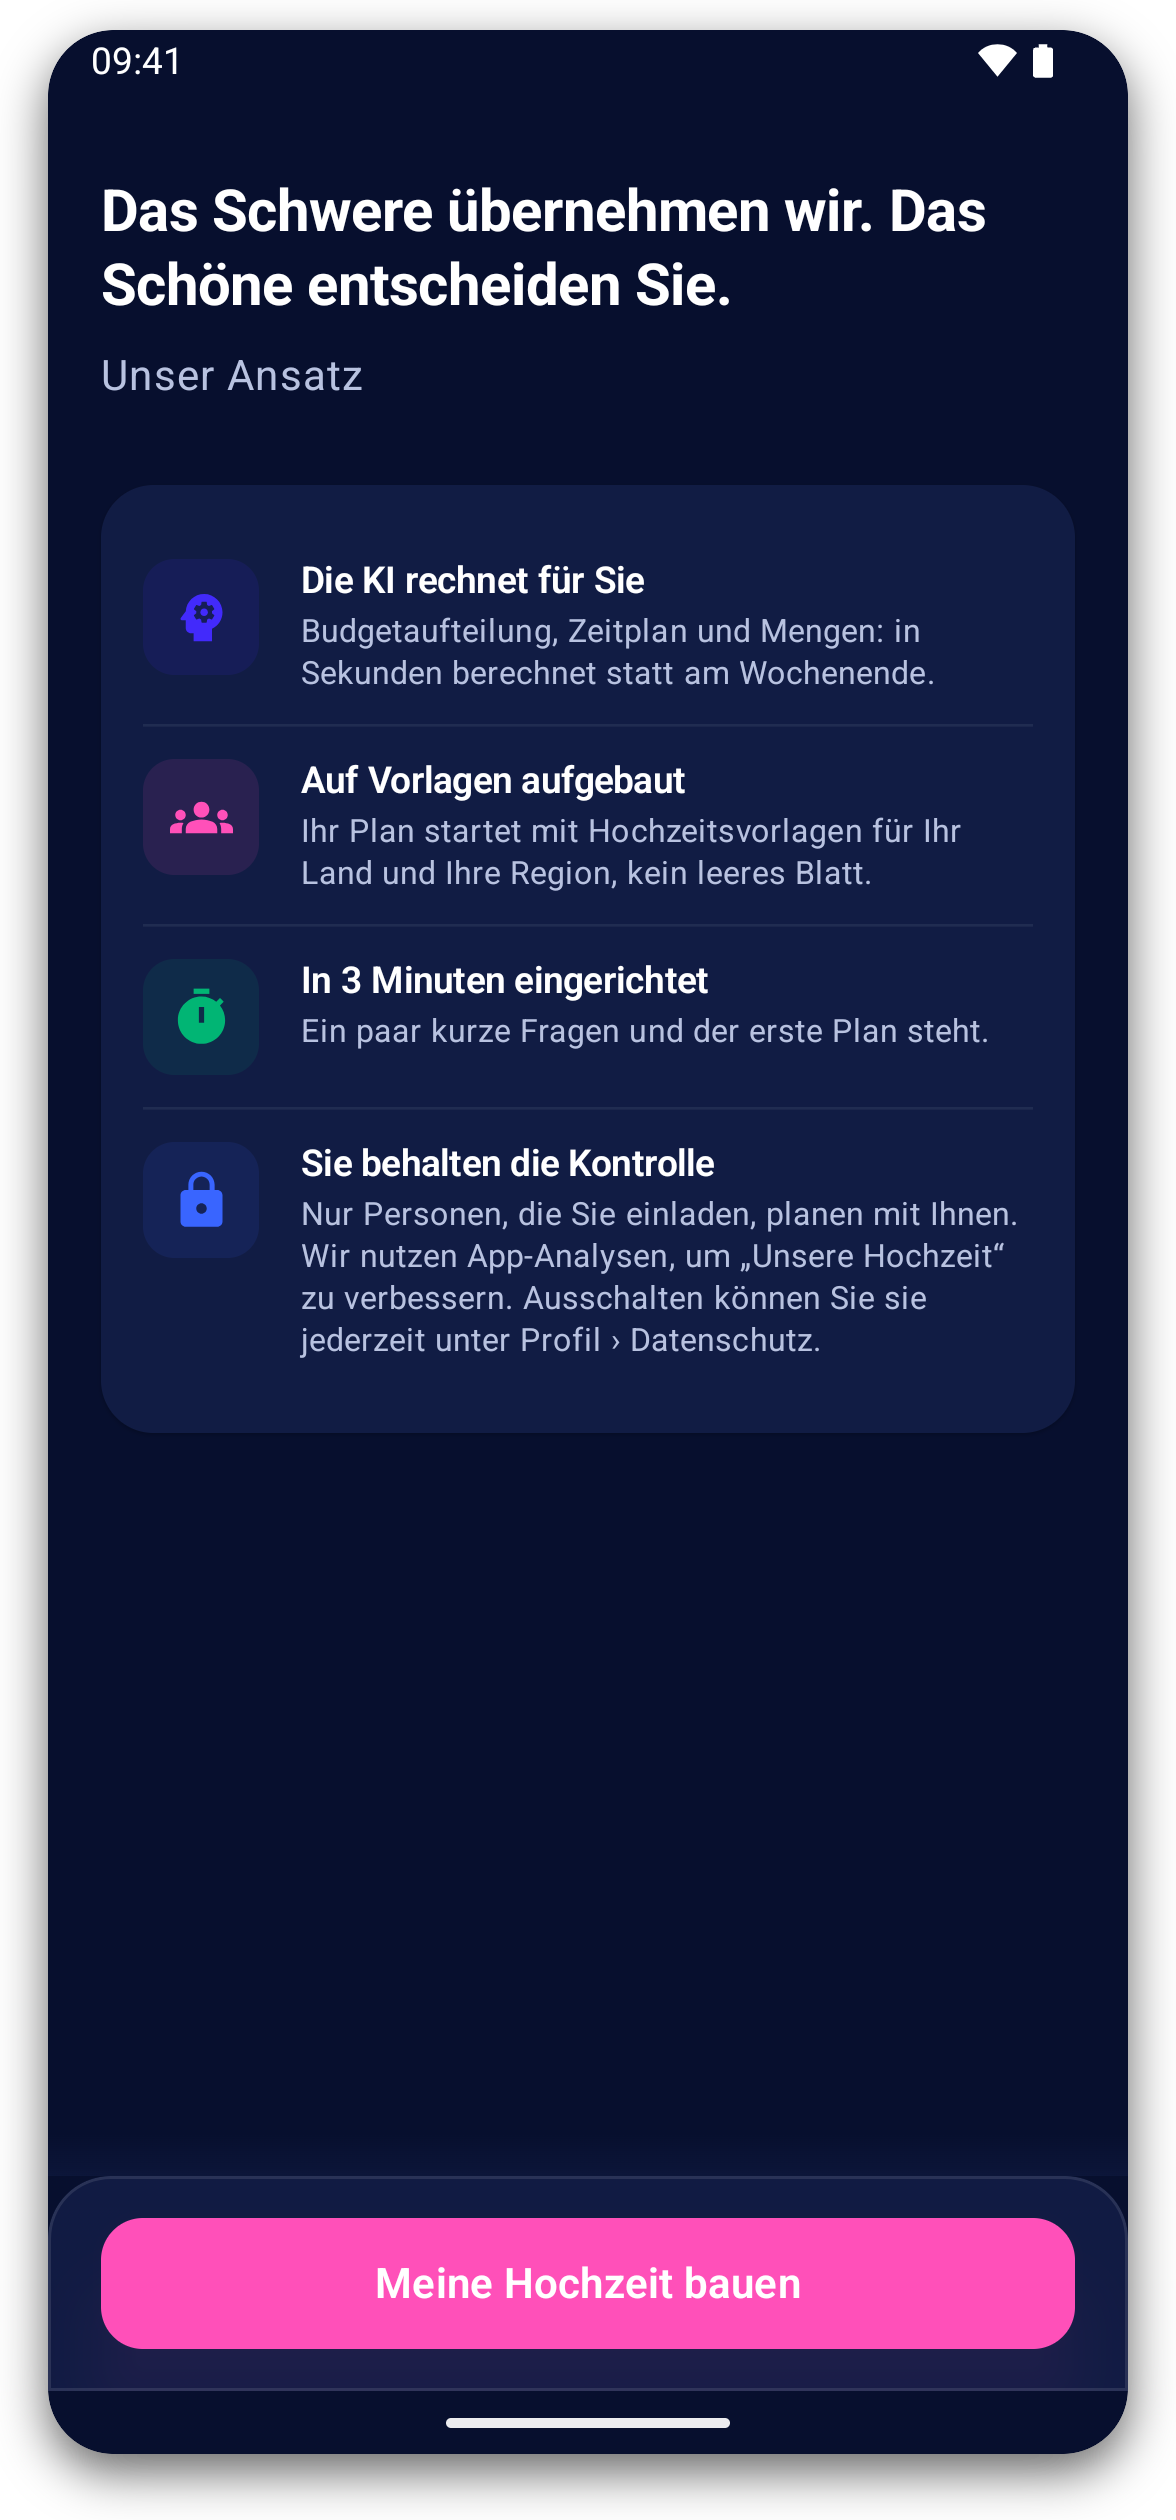 09:41
Das Schwere übernehmen wir. Das
Schöne entscheiden Sie.
Unser Ansatz
Die KI rechnet für Sie
Budgetaufteilung, Zeitplan und Mengen: in
Sekunden berechnet statt am Wochenende.
Auf Vorlagen aufgebaut
Ihr Plan startet mit Hochzeitsvorlagen für Ihr
Land und Ihre Region, kein leeres Blatt.
In 3 Minuten eingerichtet
Ein paar kurze Fragen und der erste Plan steht.
Sie behalten die Kontrolle
Nur Personen, die Sie einladen, planen mit Ihnen.
Wir nutzen App-Analysen, um „Unsere Hochzeit“
zu verbessern. Ausschalten können Sie sie
jederzeit unter Profil › Datenschutz.
Meine Hochzeit bauen